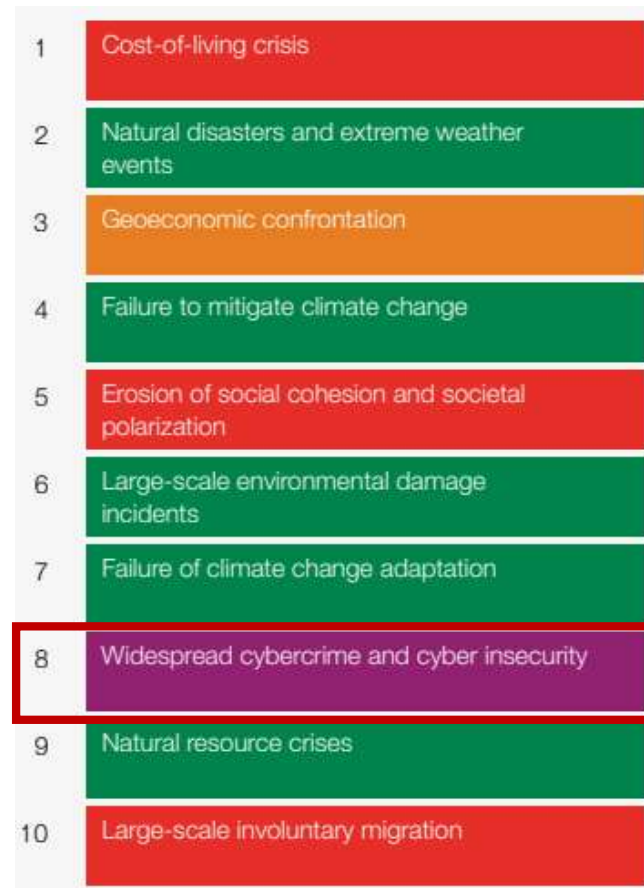 1 Cost-of-living crisis
2 Natural disasters and extreme weather
events
3 Geoeconomic confrontation
4 Failure to mitigate climate change
5 Erosion of social cohesion and societal
polarization
6 Large-scale environmental damage
incidents
7 Failure of climate change adaptation
8 Widespread cybercrime and cyber insecurity
9 Natural resource crises
10 Large-scale involuntary migration